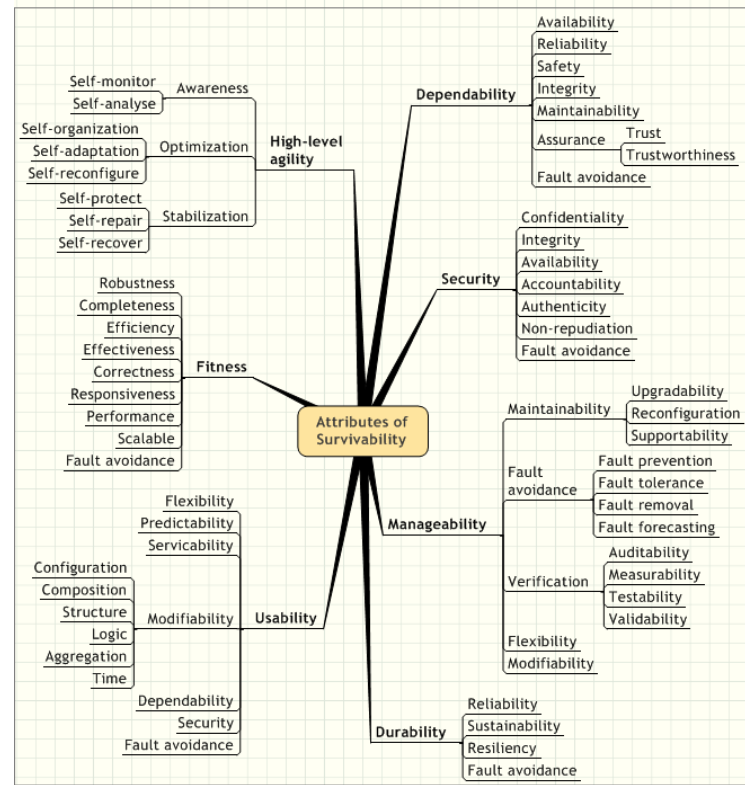 Attributes of
Survivability
Dependability
Availability
Reliability
Safety
Integrity
Maintainability
Assurance
Trust
Trustworthiness
Fault avoidance
Security
Confidentiality
Integrity
Availability
Accountability
Authenticity
Non-repudiation
Fault avoidance
Manageability
Maintainability
Upgradability
Reconfiguration
Supportability
Fault
avoidance
Fault prevention
Fault tolerance
Fault removal
Fault forecasting
Verification
Auditability
Measurability
Testability
Validability
Flexibility
Modifiability
Durability
Reliability
Sustainability
Resiliency
Fault avoidance
High-level
agility
Awareness
Self-monitor
Self-analyse
Optimization
Self-organization
Self-adaptation
Self-reconfigure
Stabilization
Self-protect
Self-repair
Self-recover
Fitness
Robustness
Completeness
Efficiency
Effectiveness
Correctness
Responsiveness
Performance
Scalable
Fault avoidance
Usability
Flexibility
Predictability
Servicability
Modifiability
Configuration
Composition
Structure
Logic
Aggregation
Time
Dependability
Security
Fault avoidance